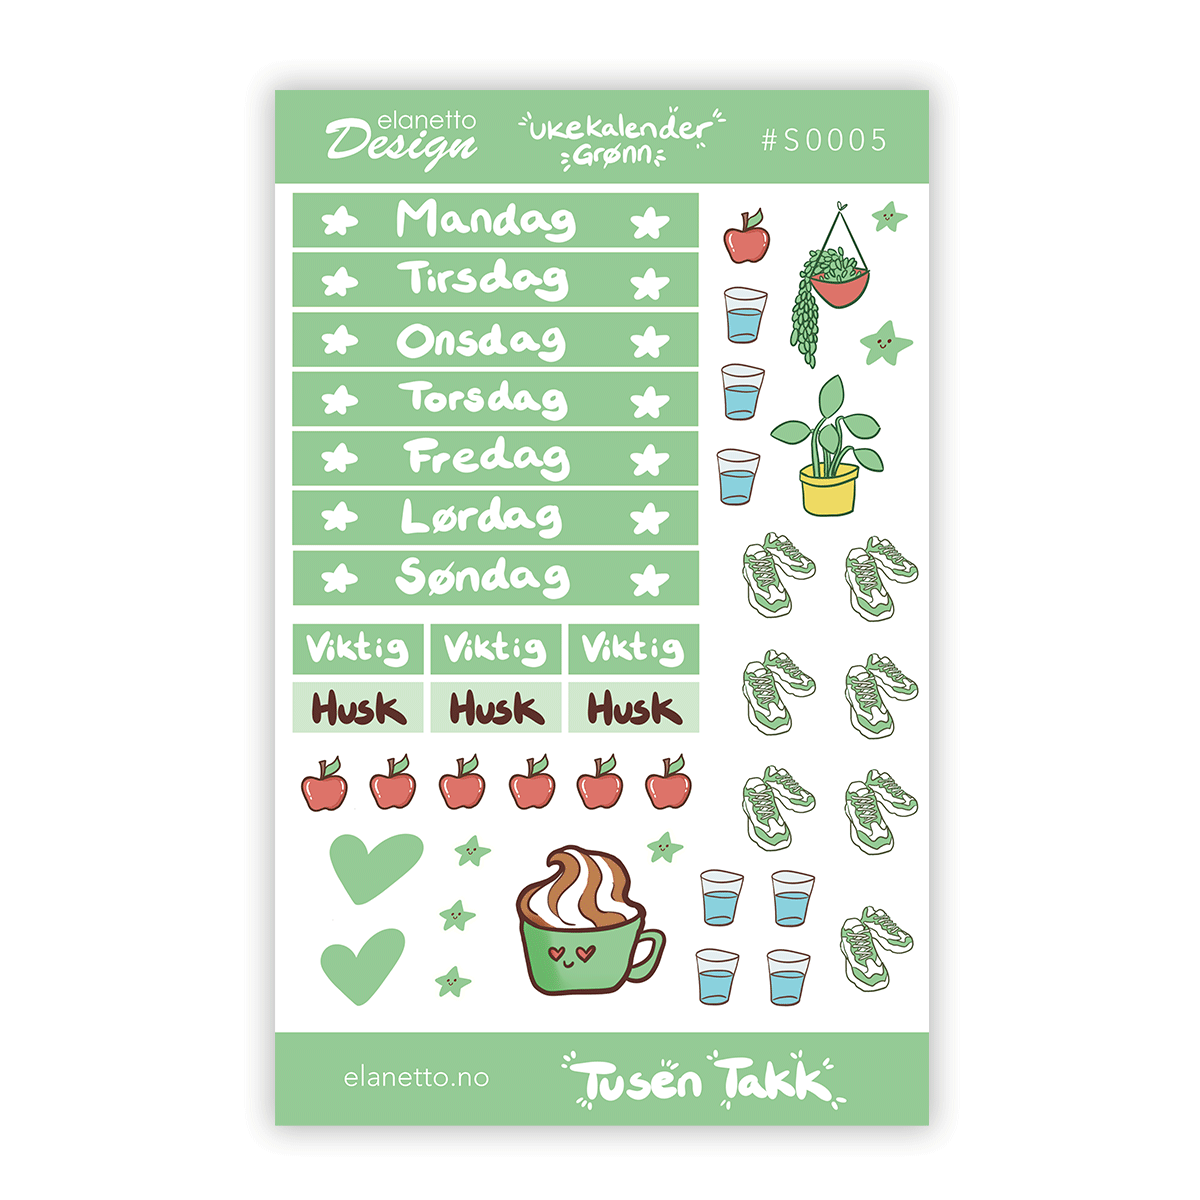 elanetto
Design
Ukekalender
Grønn
#S0005
Mandag
Tirsdag
Onsdag
Torsdag
Fredag
Lørdag
Søndag
Viktig Viktig Viktig
Husk Husk Husk
elanetto.no
Tusen Takk